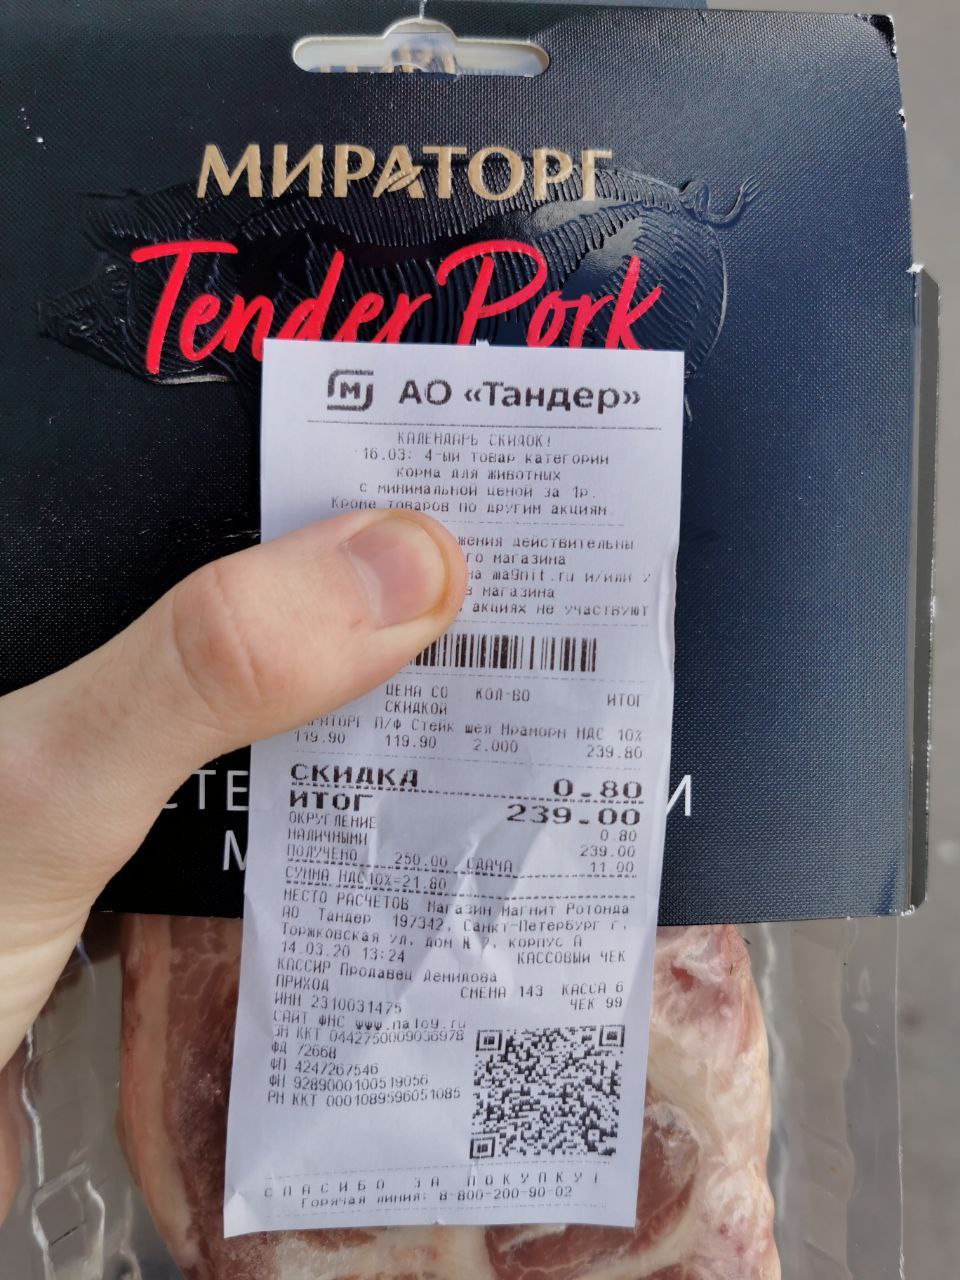 МИРАТОРГ
Tender Pork
АО «Тандер»
КАЛЕНДАРЬ СКИДОК!
16.03: 4-ый товар категории
корма для животных
с минимальной ценой за 1р.
Кроме товаров по другим акциям.
жения действительны
го магазина
на magnit.ru и/или у
в магазина
акциях не участвуют
ЦЕНА СО КОЛ-ВО ИТОГ
СКИДКОЙ
РАТОРГ П/Ф Стейк шея Мраморн НДС 10%
119.90 119.90 2.000 239.80
СКИДКА 0.80
ИТОГ 239.00
ОКРУГЛЕНИЕ 0.80
НАЛИЧНЫМИ 239.00
ПОЛУЧЕНО 250.00 СДАЧА 11.00
СУММА НДС10%=21.80
МЕСТО РАСЧЕТОВ Магазин Магнит Ротонда
АО Тандер 197342, Санкт-Петербург г,
Торжковская ул, дом № 2, корпус А
14.03.20 13:24 КАССОВЫЙ ЧЕК
КАССИР Продавец Демидова
ПРИХОД СМЕНА 143 КАССА 6
ИНН 2310031475 ЧЕК 99
САЙТ ФНС www.nalog.ru
ЗН ККТ 0442750009036978
ФД 72668
ФП 4247267546
ФН 9289000100519056
РН ККТ 0001089596051085
СТЕ И
М
СПАСИБО ЗА ПОКУПКУ!
Горячая линия: 8-800-200-90-02